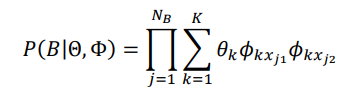 P(B|Θ,Φ) = ∏_{j=1}^{N_B} ∑_{k=1}^{K} θ_k ϕ_{kx_{j1}} ϕ_{kx_{j2}}